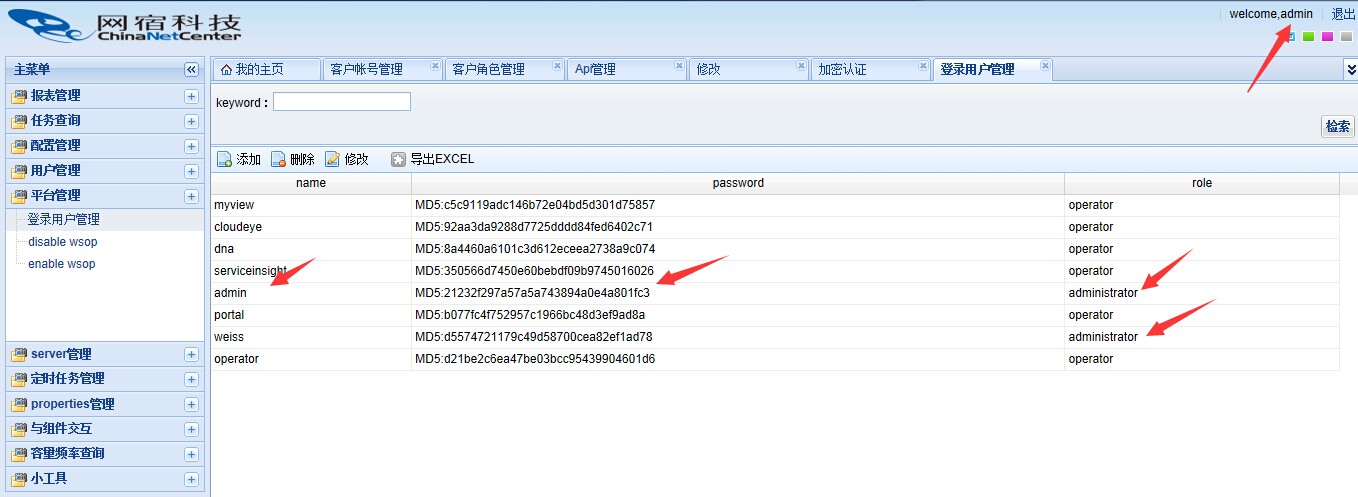 网宿科技
ChinaNetCenter
welcome,admin 退出
主菜单
我的主页 客户帐号管理 客户角色管理 Api管理 修改 加密认证 登录用户管理
报表管理
任务查询
配置管理
用户管理
平台管理
登录用户管理
disable wsop
enable wsop
server管理
定时任务管理
properties管理
与组件交互
容量频率查询
小工具
keyword：
检索
添加 删除 修改 导出EXCEL
name password role
myview MD5:c5c9119adc146b72e04bd5d301d75857 operator
cloudeye MD5:92aa3da9288d7725dddd84fed6402c71 operator
dna MD5:8a4460a6101c3d612eceea2738a9c074 operator
serviceinsight MD5:350566d7450e60bebdf09b9745016026 operator
admin MD5:21232f297a57a5a743894a0e4a801fc3 administrator
portal MD5:b077fc4f752957c1966bc48d3ef9ad8a operator
weiss MD5:d5574721179c49d58700cea82ef1ad78 administrator
operator MD5:d21be2c6ea47be03bcc95439904601d6 operator